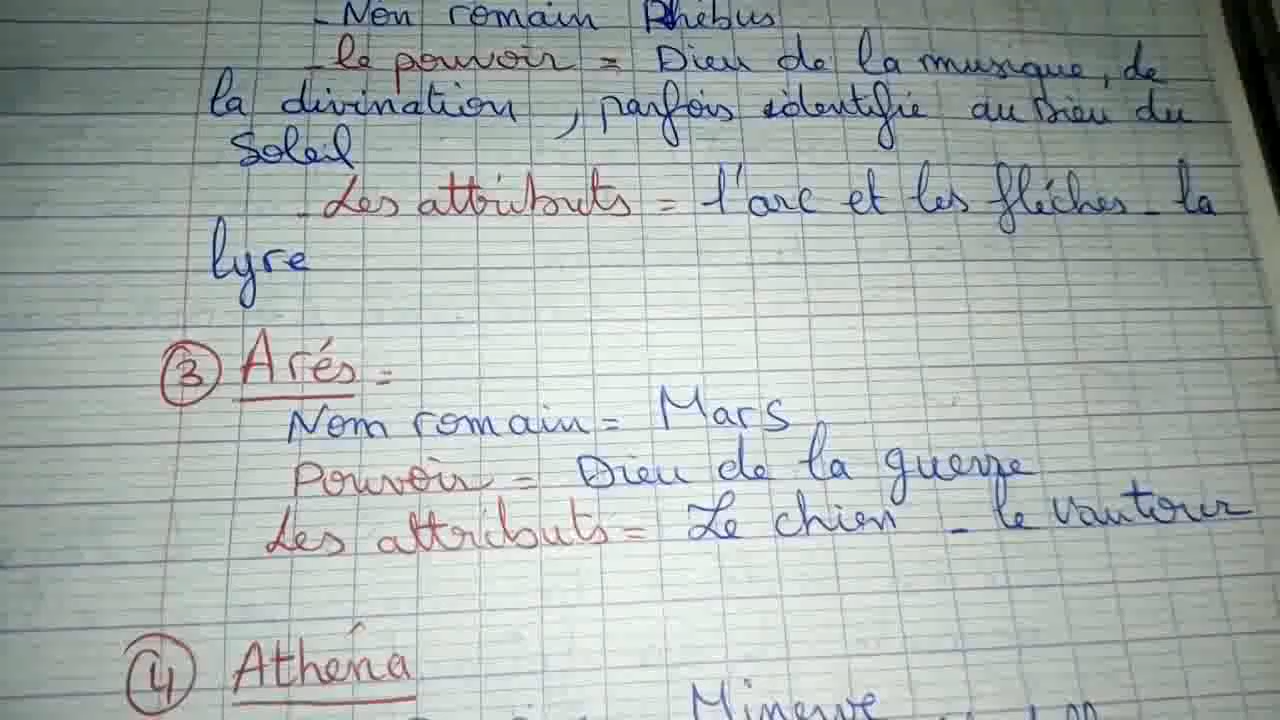 - Nom romain Phébus
- le pouvoir = Dieu de la musique, de
la divination, parfois identifié au Dieu du
Soleil
- Les attributs = l'arc et les fléches - la
lyre
3 Arés =
Nom romain = Mars
Pouvoir = Dieu de la guerre
Les attributs = Le chien - le vautour
4 Athéna
Minerve